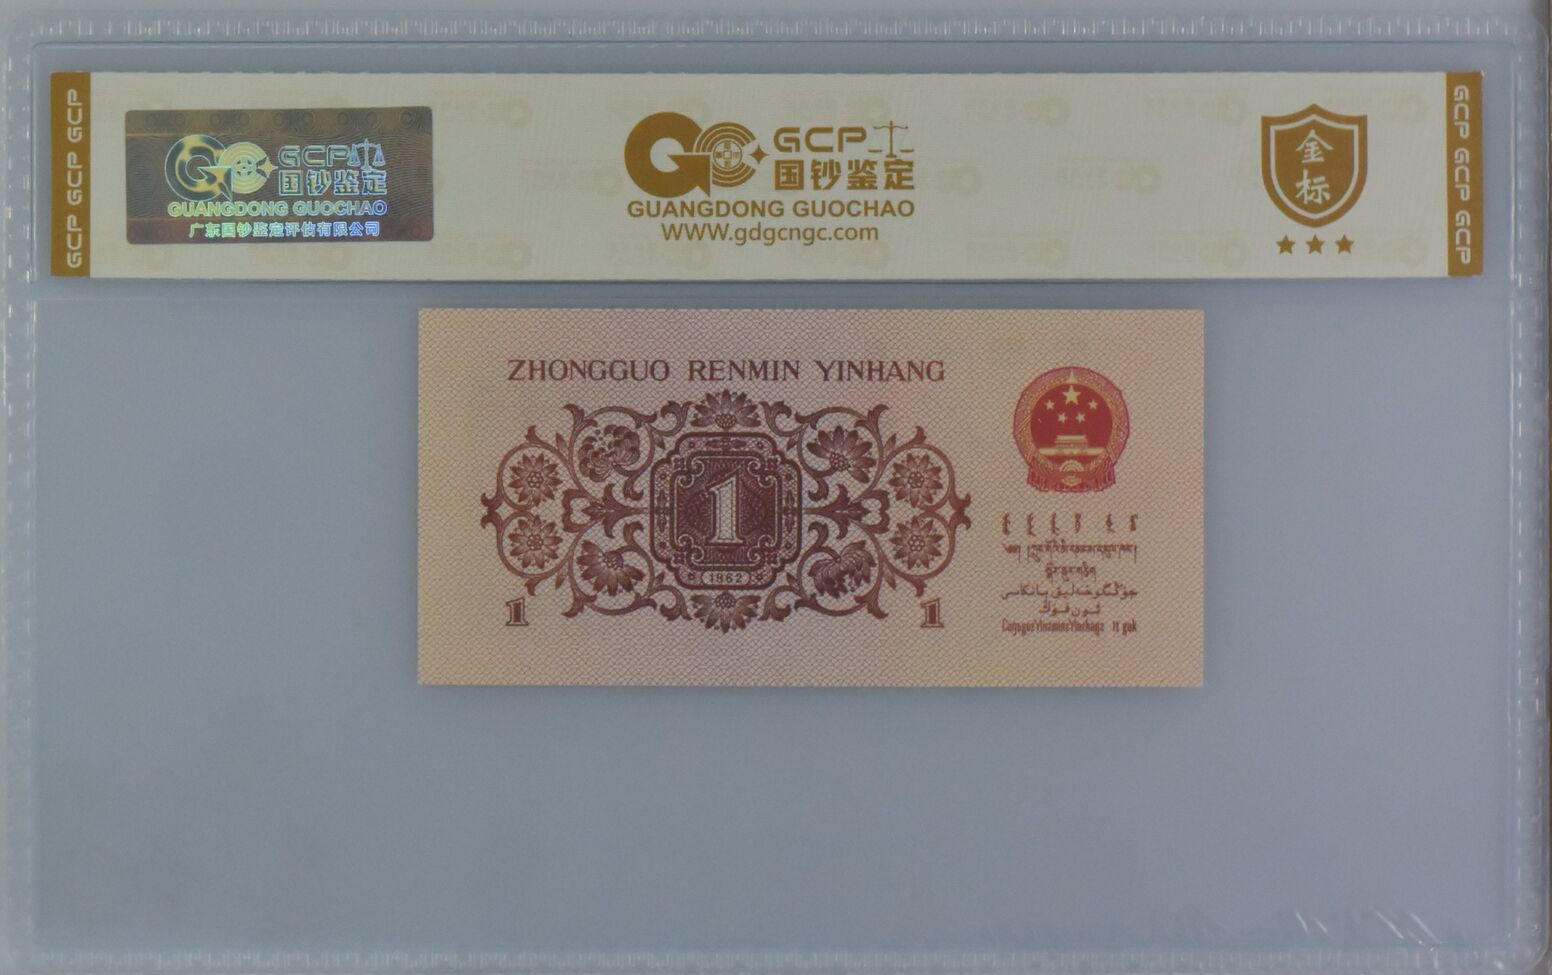 GCP GCP GCP
GCP
国钞鉴定
GUANGDONG GUOCHAO
广东国钞鉴定评估有限公司
GCP
国钞鉴定
GUANGDONG GUOCHAO
WWW.gdgcngc.com
金标
GCP GCP GCP
ZHONGGUO RENMIN YINHANG
1
1962
1 1
It gək